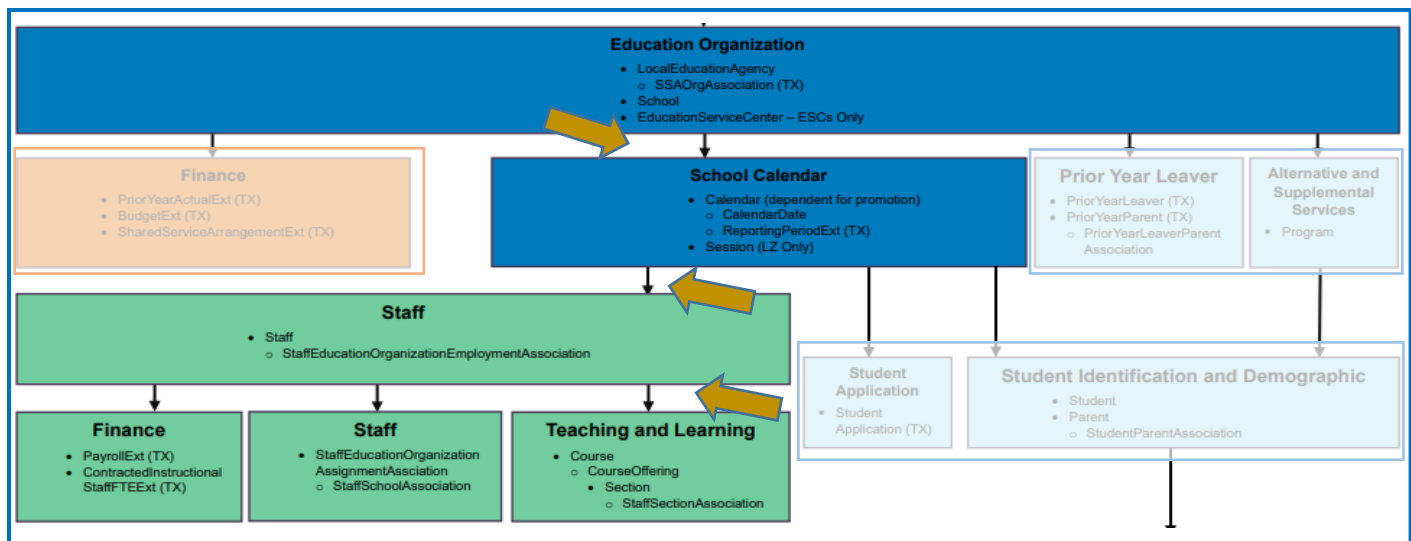 Education Organization
• LocalEducationAgency
o SSAOrgAssociation (TX)
• School
• EducationServiceCenter – ESCs Only
Finance
• PriorYearActualExt (TX)
• BudgetExt (TX)
• SharedServiceArrangementExt (TX)
School Calendar
• Calendar (dependent for promotion)
o CalendarDate
o ReportingPeriodExt (TX)
• Session (LZ Only)
Prior Year Leaver
• PriorYearLeaver (TX)
• PriorYearParent (TX)
o PriorYearLeaverParent
Association
Alternative and
Supplemental
Services
• Program
Staff
• Staff
o StaffEducationOrganizationEmploymentAssociation
Student
Application
• Student
Application (TX)
Student Identification and Demographic
• Student
• Parent
o StudentParentAssociation
Finance
• PayrollExt (TX)
• ContractedInstructional
StaffFTEExt (TX)
Staff
• StaffEducationOrganization
AssignmentAssciation
o StaffSchoolAssociation
Teaching and Learning
• Course
o CourseOffering
• Section
o StaffSectionAssociation